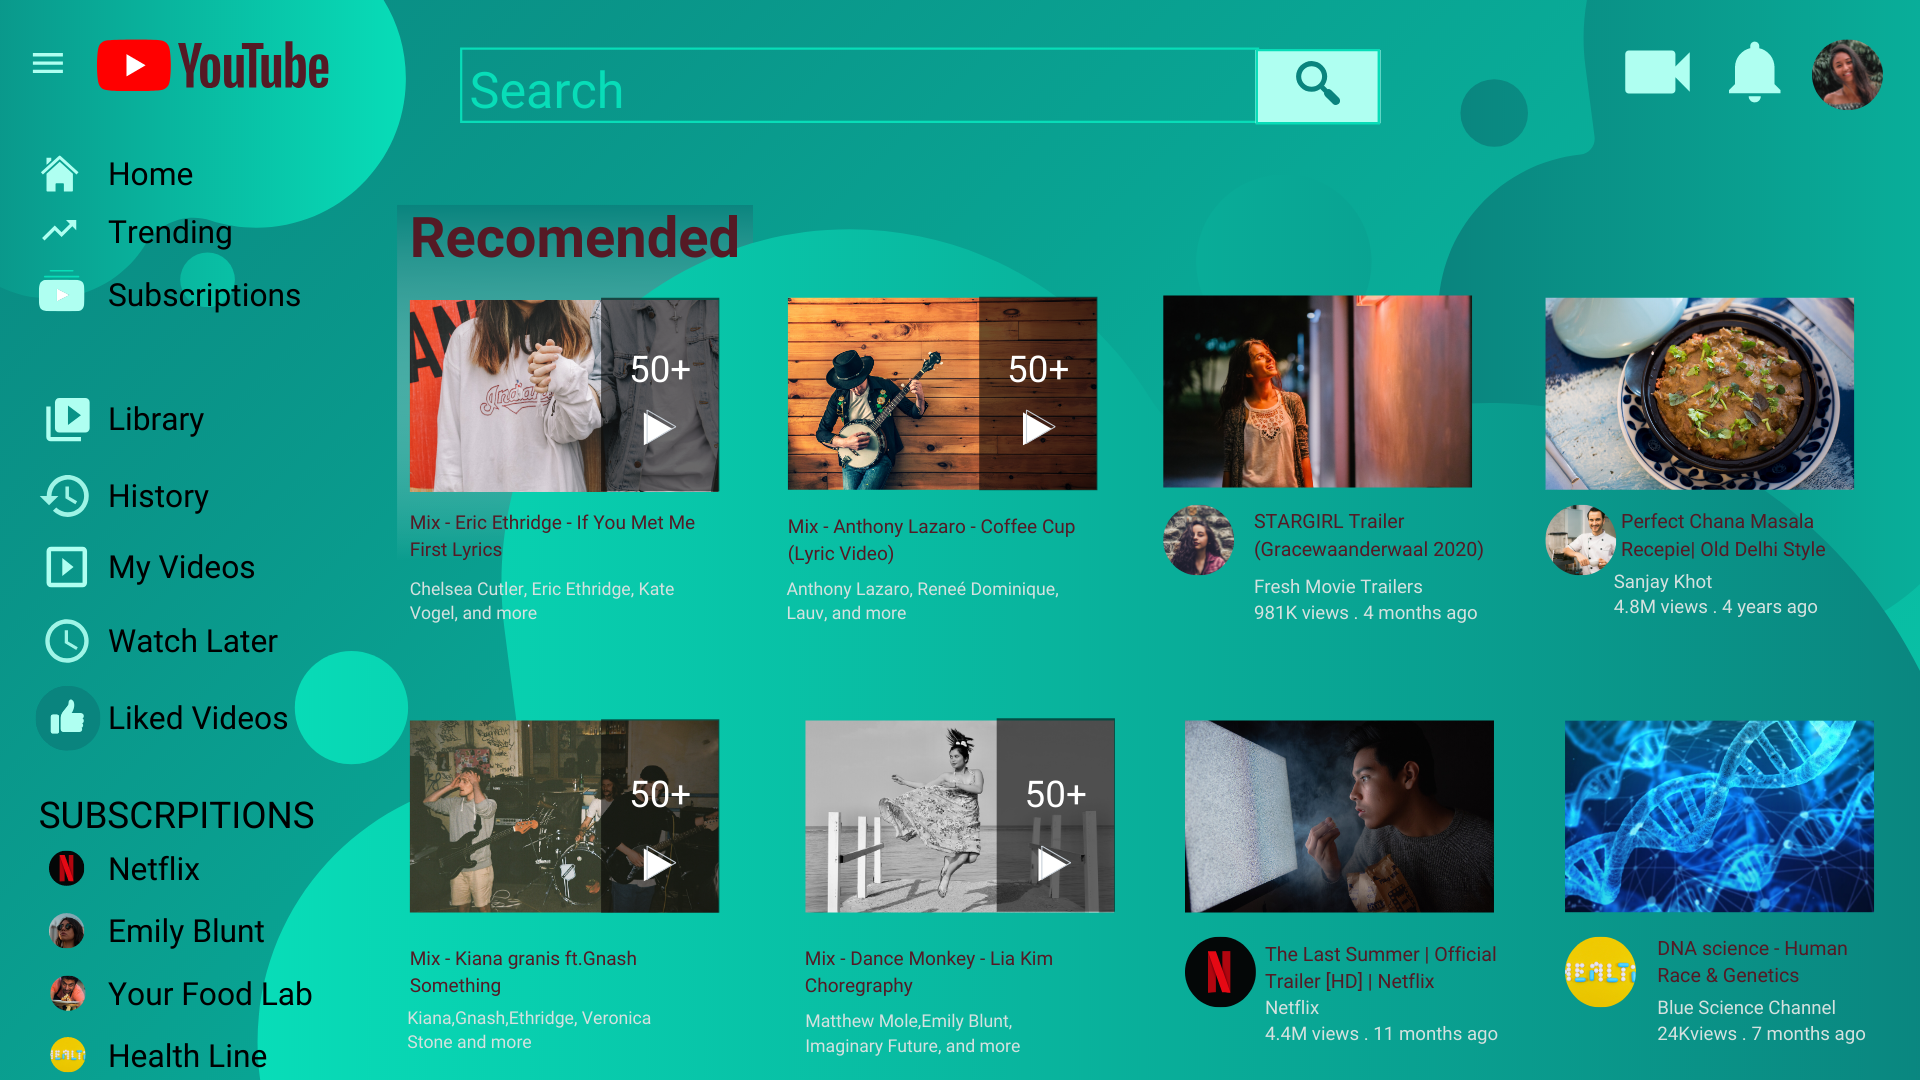 YouTube
Search
Home
Trending
Subscriptions
Library
History
My Videos
Watch Later
Liked Videos
SUBSCRPITIONS
Netflix
Emily Blunt
Your Food Lab
Health Line
Recomended
50+
Mix - Eric Ethridge - If You Met Me
First Lyrics
Chelsea Cutler, Eric Ethridge, Kate
Vogel, and more
50+
Mix - Anthony Lazaro - Coffee Cup
(Lyric Video)
Anthony Lazaro, Reneé Dominique,
Lauv, and more
STARGIRL Trailer
(Gracewaanderwaal 2020)
Fresh Movie Trailers
981K views . 4 months ago
Perfect Chana Masala
Recepie| Old Delhi Style
Sanjay Khot
4.8M views . 4 years ago
50+
Mix - Kiana granis ft.Gnash
Something
Kiana,Gnash,Ethridge, Veronica
Stone and more
50+
Mix - Dance Monkey - Lia Kim
Choregraphy
Matthew Mole,Emily Blunt,
Imaginary Future, and more
N
The Last Summer | Official
Trailer [HD] | Netflix
Netflix
4.4M views . 11 months ago
DNA science - Human
Race & Genetics
Blue Science Channel
24Kviews . 7 months ago